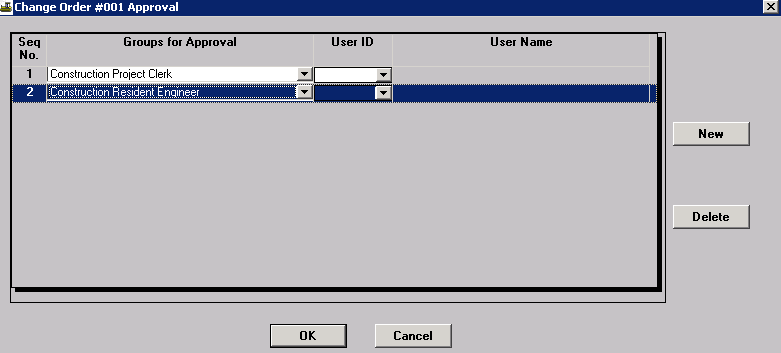 Change Order #001 Approval
Seq No. Groups for Approval User ID User Name
1 Construction Project Clerk
2 Construction Resident Engineer
New
Delete
OK Cancel